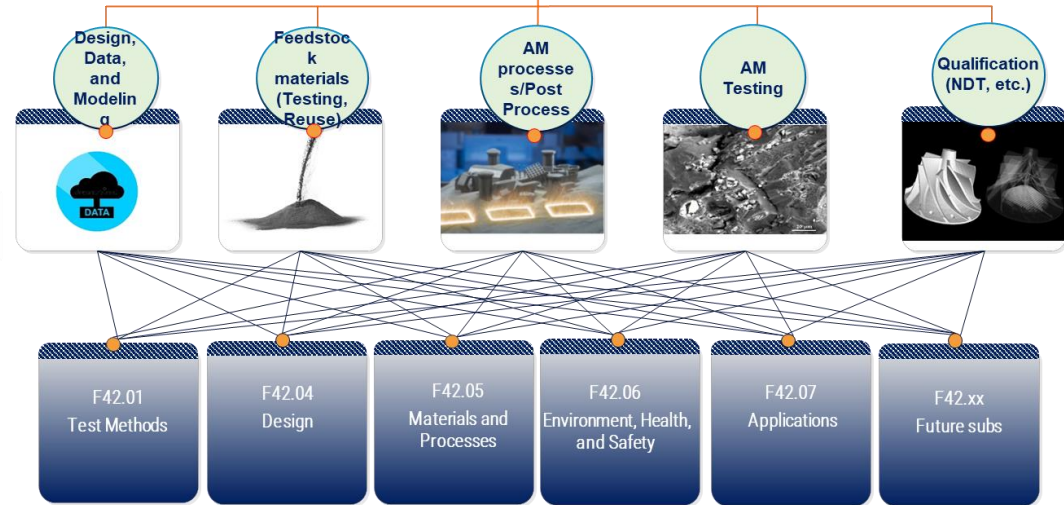 Design,
Data,
and
Modelin
g
Feedstoc
k
materials
(Testing,
Reuse)
AM
processe
s/Post
Process
AM
Testing
Qualification
(NDT, etc.)
DATA
F42.01
Test Methods
F42.04
Design
F42.05
Materials and
Processes
F42.06
Environment, Health,
and Safety
F42.07
Applications
F42.xx
Future subs